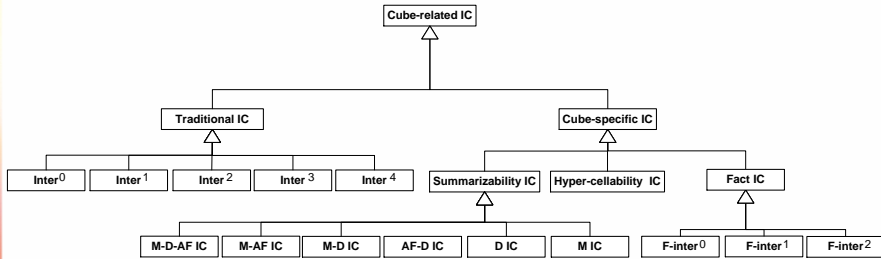 Cube-related IC
Traditional IC
Cube-specific IC
Inter0
Inter1
Inter2
Inter3
Inter4
Summarizability IC
Hyper-cellability IC
Fact IC
M-D-AF IC
M-AF IC
M-D IC
AF-D IC
D IC
M IC
F-inter0
F-inter1
F-inter2